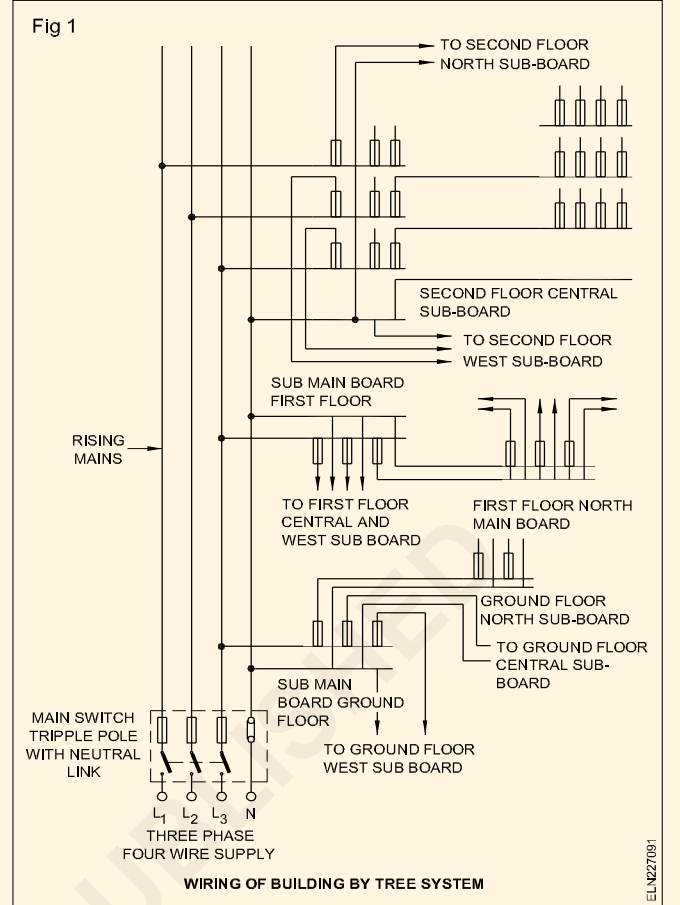 Fig 1
TO SECOND FLOOR
NORTH SUB-BOARD
SECOND FLOOR CENTRAL
SUB-BOARD
TO SECOND FLOOR
WEST SUB-BOARD
SUB MAIN BOARD
FIRST FLOOR
RISING
MAINS
TO FIRST FLOOR
CENTRAL AND
WEST SUB BOARD
FIRST FLOOR NORTH
MAIN BOARD
GROUND FLOOR
NORTH SUB-BOARD
TO GROUND FLOOR
CENTRAL SUB-
BOARD
SUB MAIN
BOARD GROUND
FLOOR
TO GROUND FLOOR
WEST SUB BOARD
MAIN SWITCH
TRIPPLE POLE
WITH NEUTRAL
LINK
L1 L2 L3 N
THREE PHASE
FOUR WIRE SUPPLY
WIRING OF BUILDING BY TREE SYSTEM
ELN227091
UBLISHED